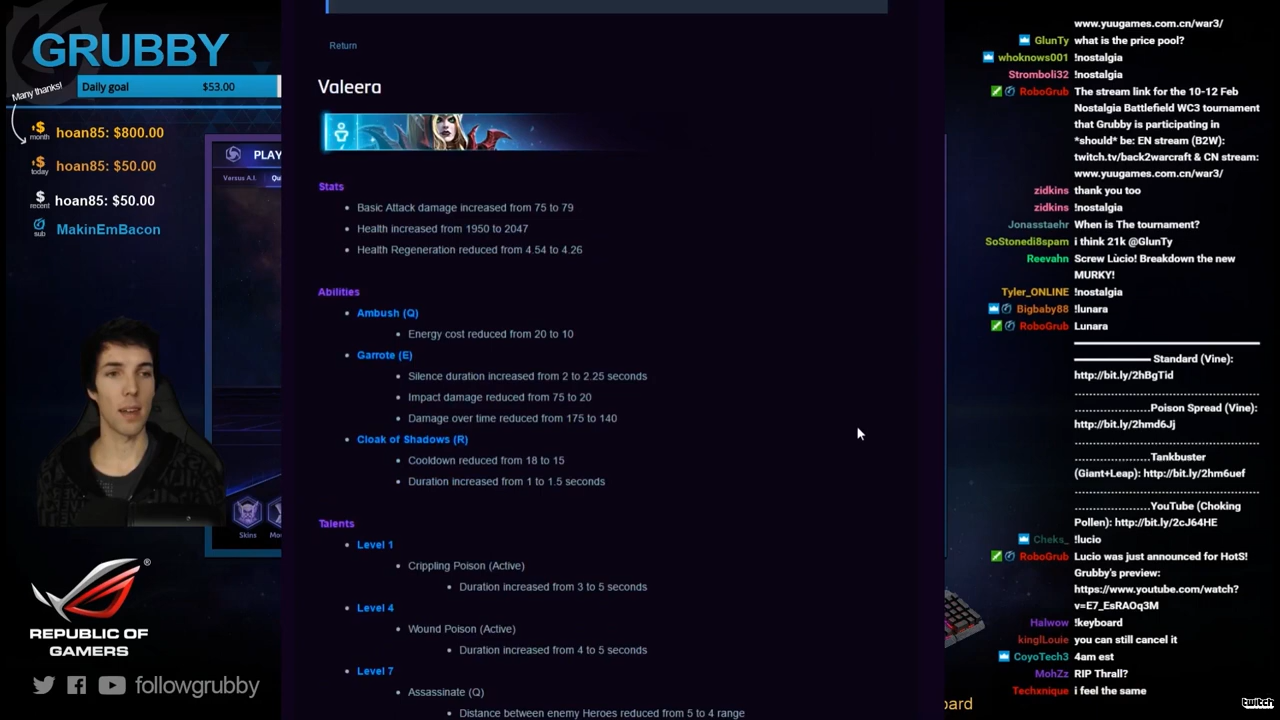 GRUBBY
Many thanks!
Daily goal $53.00
month hoan85: $800.00
today hoan85: $50.00
recent hoan85: $50.00
sub MakinEmBacon
PLAY
Versus A.I. Qui
Skins Mo
REPUBLIC OF
GAMERS
followgrubby
Return
Valeera
Stats
Basic Attack damage increased from 75 to 79
Health increased from 1950 to 2047
Health Regeneration reduced from 4.54 to 4.26
Abilities
Ambush (Q)
Energy cost reduced from 20 to 10
Garrote (E)
Silence duration increased from 2 to 2.25 seconds
Impact damage reduced from 75 to 20
Damage over time reduced from 175 to 140
Cloak of Shadows (R)
Cooldown reduced from 18 to 15
Duration increased from 1 to 1.5 seconds
Talents
Level 1
Crippling Poison (Active)
Duration increased from 3 to 5 seconds
Level 4
Wound Poison (Active)
Duration increased from 4 to 5 seconds
Level 7
Assassinate (Q)
Distance between enemy Heroes reduced from 5 to 4 range
www.yuugames.com.cn/war3/
GlunTy what is the price pool?
whoknows001 !nostalgia
Stromboli32 !nostalgia
RoboGrub The stream link for the 10-12 Feb
Nostalgia Battlefield WC3 tournament
that Grubby is participating in
*should* be: EN stream (B2W):
twitch.tv/back2warcraft & CN stream:
www.yuugames.com.cn/war3/
zidkins thank you too
zidkins !nostalgia
Jonasstaehr When is The tournament?
SoStonedi8spam i think 21k @GlunTy
Reevahn Screw Lùcio! Breakdown the new
MURKY!
Tyler_ONLINE !nostalgia
Bigbaby88 !lunara
RoboGrub Lunara
Standard (Vine):
http://bit.ly/2hBgTid
Poison Spread (Vine):
http://bit.ly/2hmd6Jj
Tankbuster
(Giant+Leap): http://bit.ly/2hm6uef
YouTube (Choking
Pollen): http://bit.ly/2cJ64HE
Cheks_ !lucio
RoboGrub Lucio was just announced for HotS!
Grubby's preview:
https://www.youtube.com/watch?
v=E7_EsRAOq3M
Halwow !keyboard
kinglLouie you can still cancel it
CoyoTech3 4am est
MohZz RIP Thrall?
Techxnique i feel the same
oard
twitch